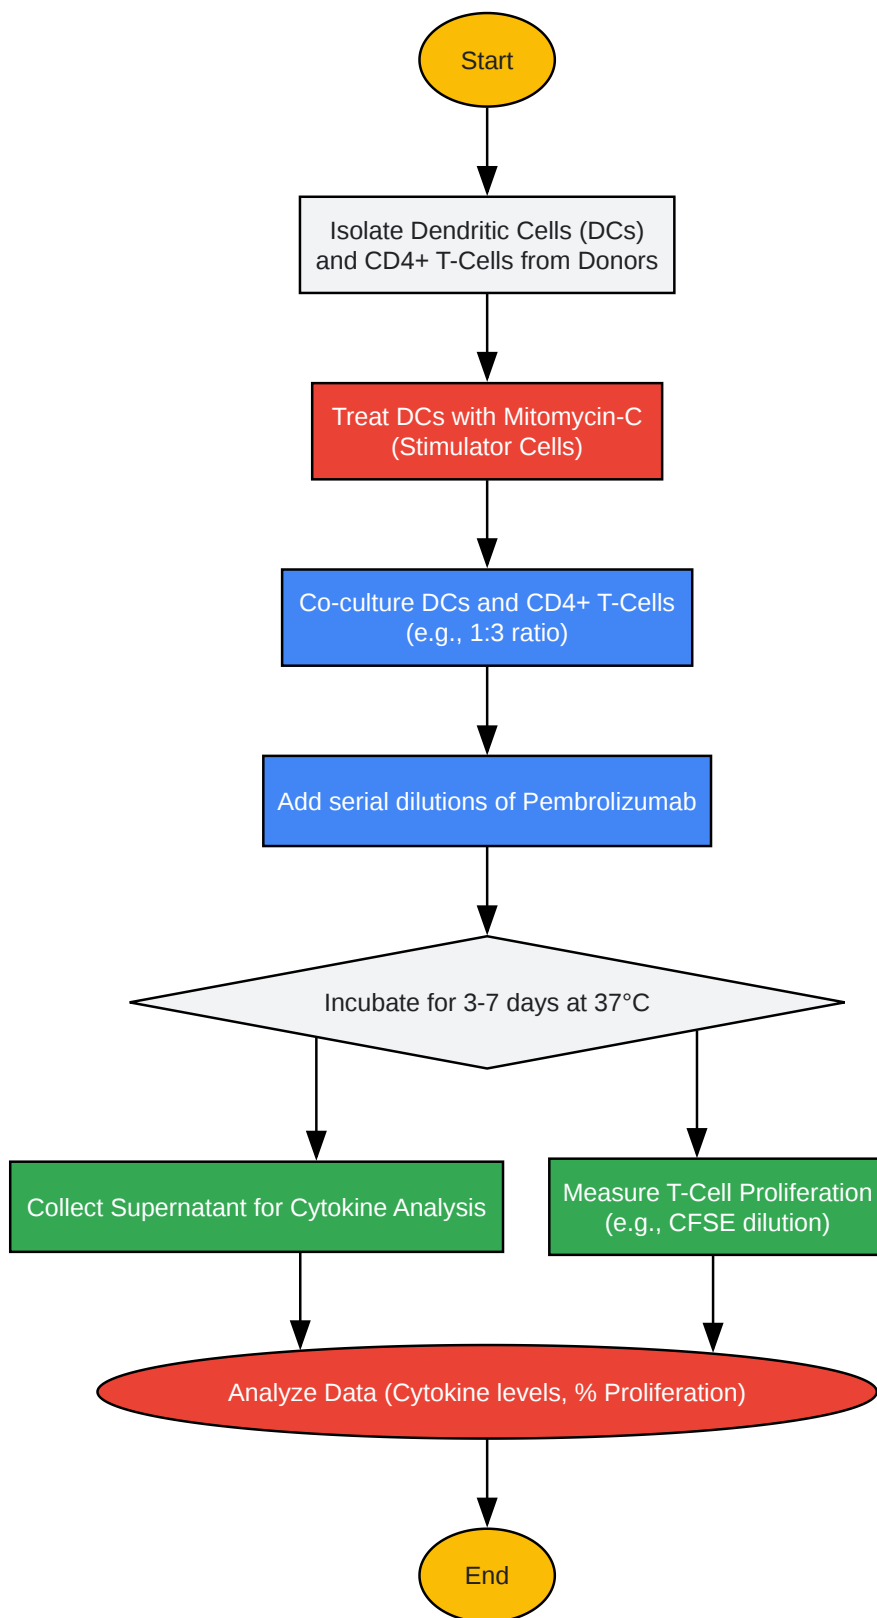 Start
Isolate Dendritic Cells (DCs)
and CD4+ T-Cells from Donors
Treat DCs with Mitomycin-C
(Stimulator Cells)
Co-culture DCs and CD4+ T-Cells
(e.g., 1:3 ratio)
Add serial dilutions of Pembrolizumab
Incubate for 3-7 days at 37°C
Collect Supernatant for Cytokine Analysis
Measure T-Cell Proliferation
(e.g., CFSE dilution)
Analyze Data (Cytokine levels, % Proliferation)
End